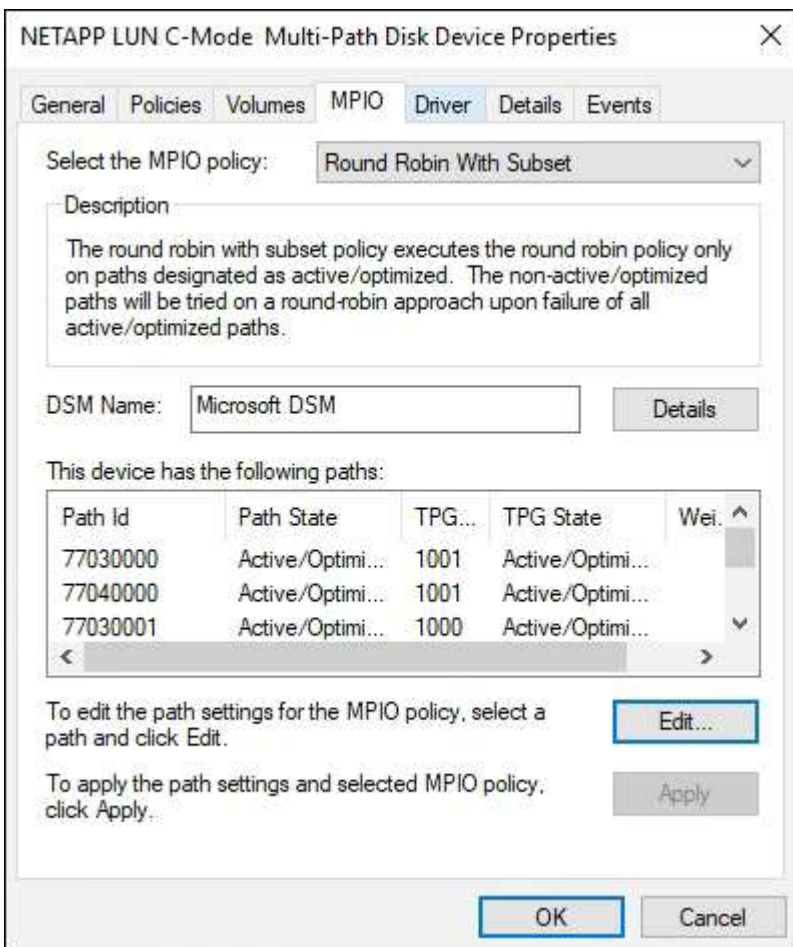 NETAPP LUN C-Mode  Multi-Path Disk Device Properties
General Policies Volumes MPIO Driver Details Events
Select the MPIO policy: Round Robin With Subset
Description
The round robin with subset policy executes the round robin policy only
on paths designated as active/optimized.  The non-active/optimized
paths will be tried on a round-robin approach upon failure of all
active/optimized paths.
DSM Name: Microsoft DSM Details
This device has the following paths:
Path Id Path State TPG... TPG State Wei.
77030000 Active/Optimi... 1001 Active/Optimi...
77040000 Active/Optimi... 1001 Active/Optimi...
77030001 Active/Optimi... 1000 Active/Optimi...
To edit the path settings for the MPIO policy, select a
path and click Edit.
Edit...
To apply the path settings and selected MPIO policy,
click Apply.
Apply
OK Cancel